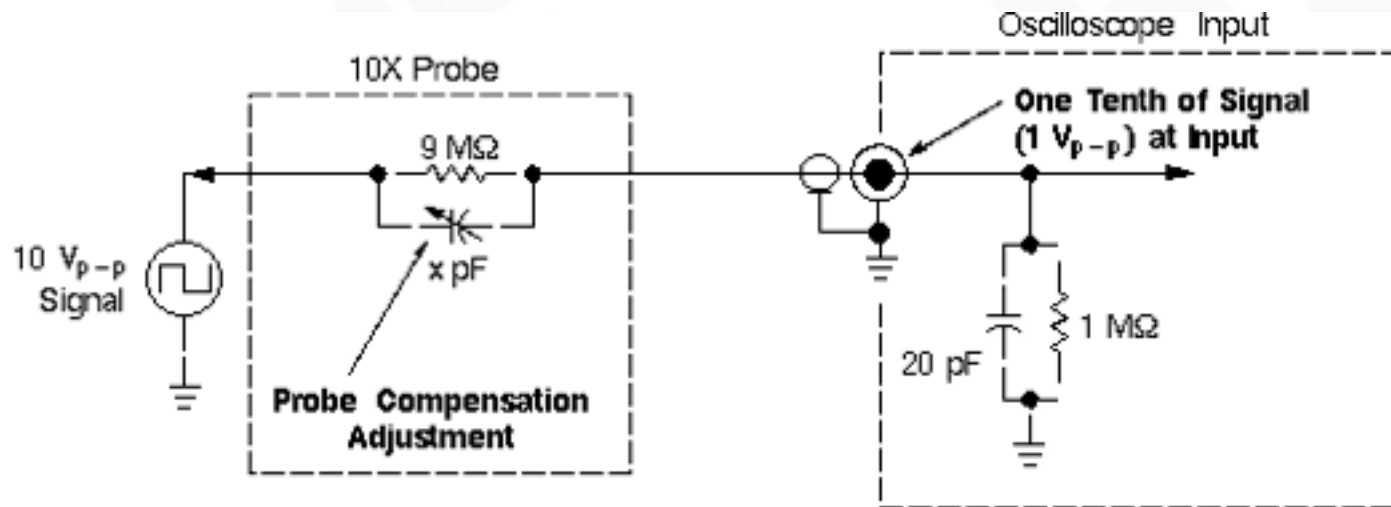 Oscilloscope Input
10X Probe
One Tenth of Signal
(1 Vp–p) at Input
9 MΩ
x pF
10 Vp–p
Signal
Probe Compensation
Adjustment
20 pF
1 MΩ